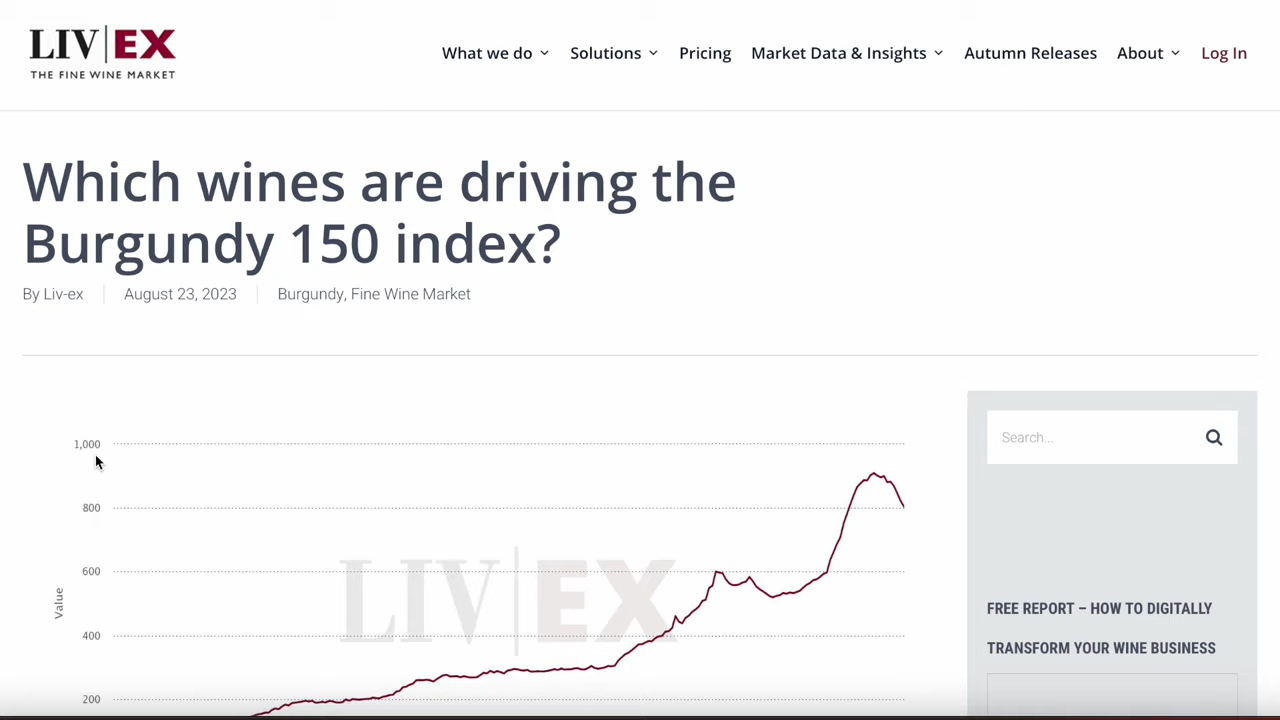 LIV|EX
THE FINE WINE MARKET
What we do Solutions Pricing Market Data & Insights Autumn Releases About Log In
Which wines are driving the
Burgundy 150 index?
By Liv-ex August 23, 2023 Burgundy, Fine Wine Market
Search...
1,000
800
600
400
200
Value
LIV|EX
FREE REPORT – HOW TO DIGITALLY
TRANSFORM YOUR WINE BUSINESS